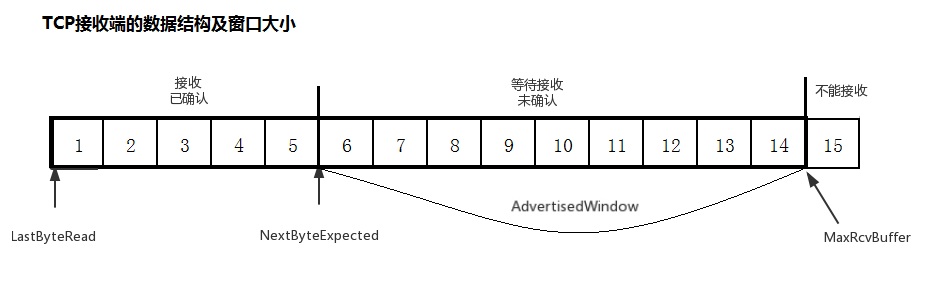 TCP接收端的数据结构及窗口大小
接收
已确认
等待接收
未确认
不能接收
1 2 3 4 5 6 7 8 9 10 11 12 13 14 15
AdvertisedWindow
LastByteRead
NextByteExpected
MaxRcvBuffer